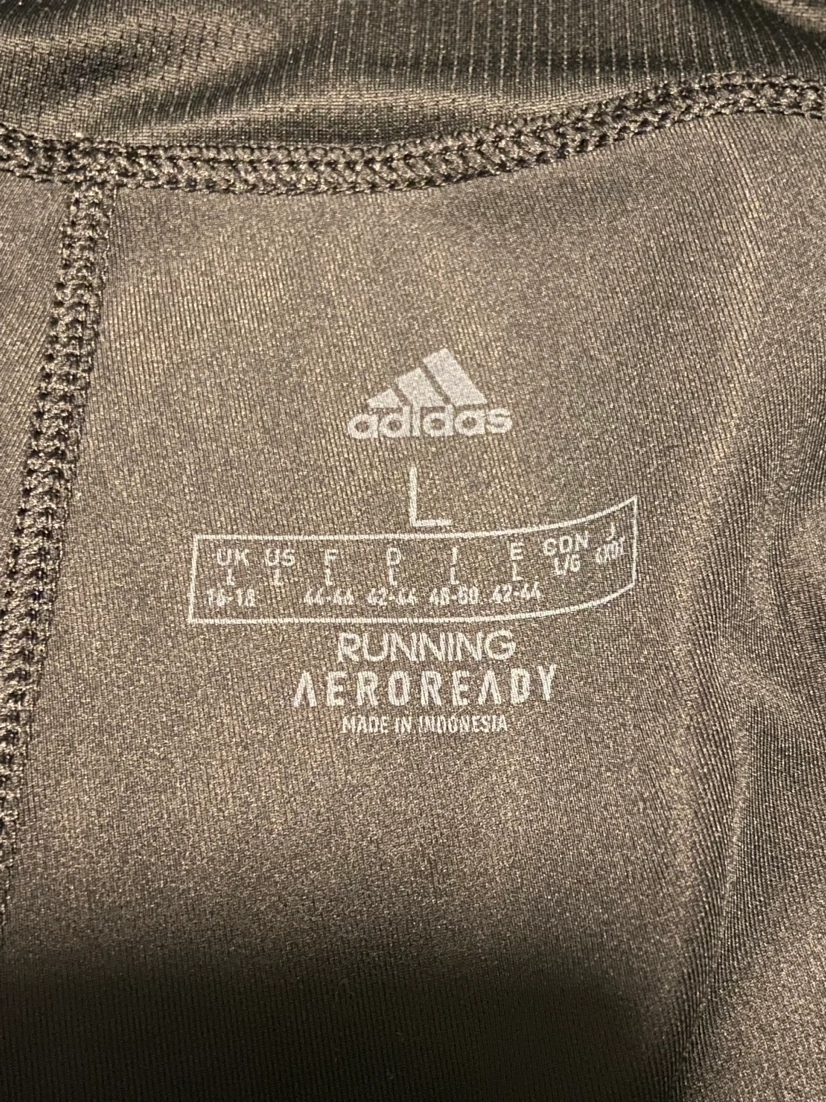 adidas
L
UK US F D I E CDN J
L L L L L L L/G
16-18 44-46 42-44 48-50 42-44
RUNNING
AEROREADY
MADE IN INDONESIA